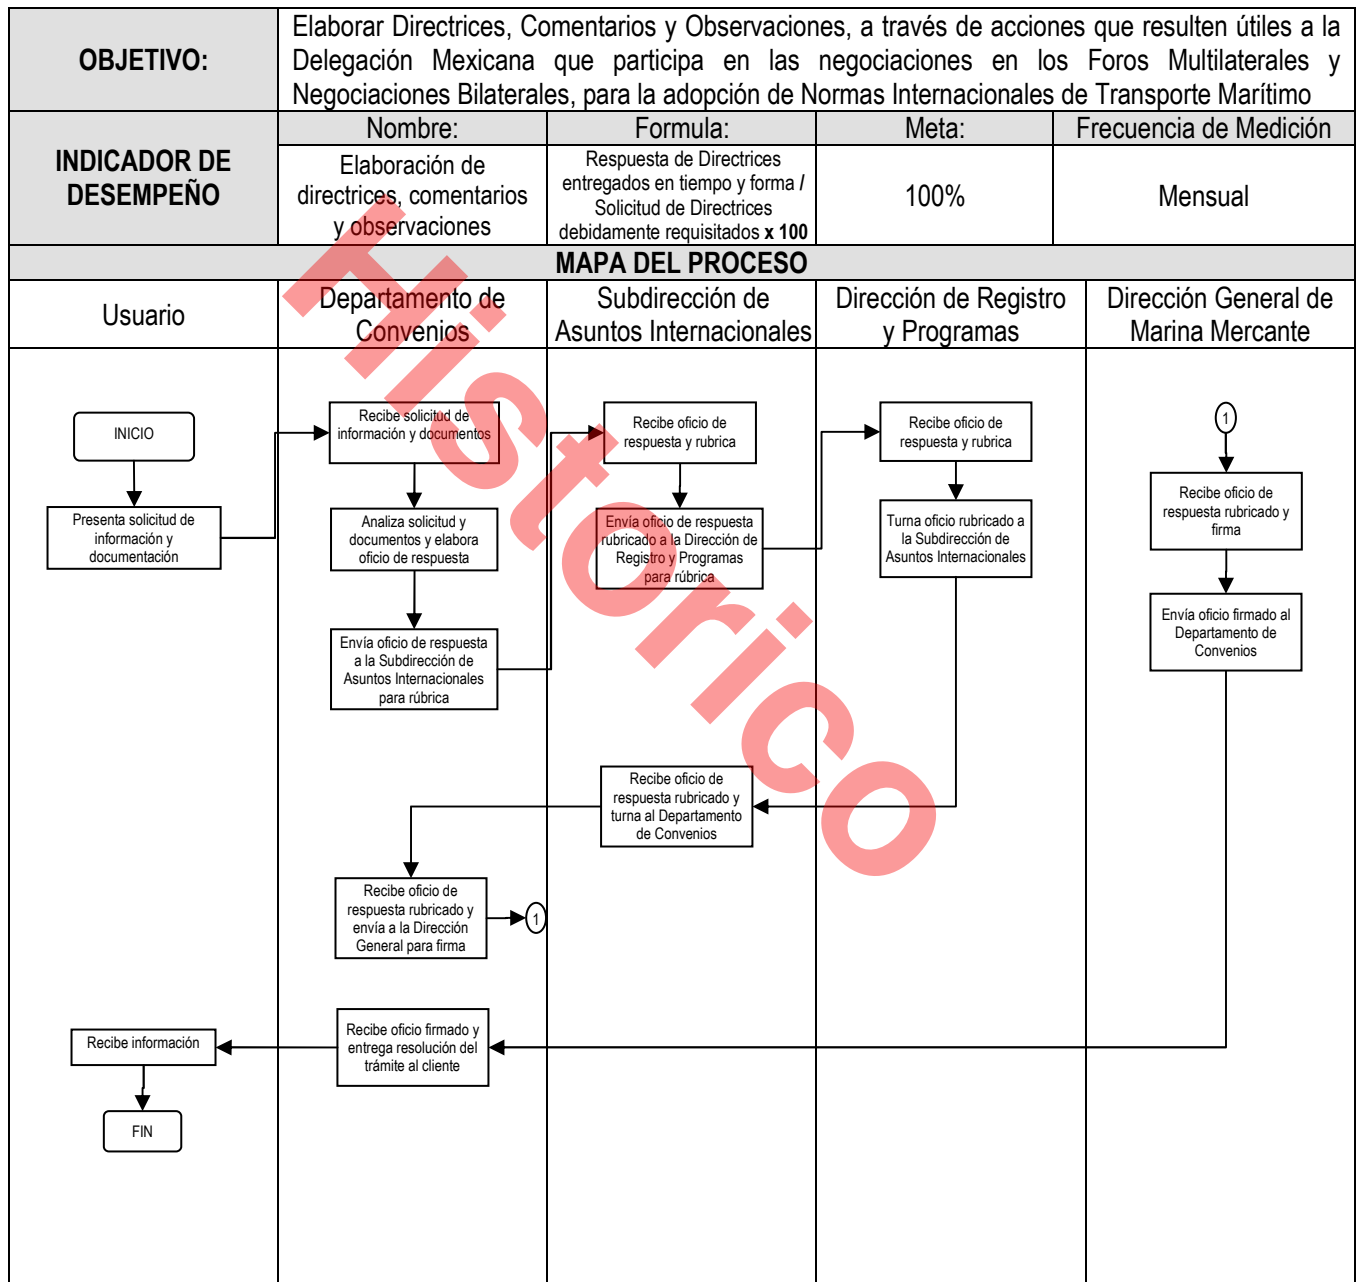 OBJETIVO:
Elaborar Directrices, Comentarios y Observaciones, a través de acciones que resulten útiles a la
Delegación Mexicana que participa en las negociaciones en los Foros Multilaterales y
Negociaciones Bilaterales, para la adopción de Normas Internacionales de Transporte Marítimo
INDICADOR DE
DESEMPEÑO
Nombre:
Formula:
Meta:
Frecuencia de Medición
Elaboración de
directrices, comentarios
y observaciones
Respuesta de Directrices
entregados en tiempo y forma /
Solicitud de Directrices
debidamente requisitados x 100
100%
Mensual
MAPA DEL PROCESO
Usuario
Departamento de
Convenios
Subdirección de
Asuntos Internacionales
Dirección de Registro
y Programas
Dirección General de
Marina Mercante
INICIO
Presenta solicitud de
información y
documentación
Recibe solicitud de
información y documentos
Analiza solicitud y
documentos y elabora
oficio de respuesta
Envía oficio de respuesta
a la Subdirección de
Asuntos Internacionales
para rúbrica
Recibe oficio de
respuesta y rubrica
Envía oficio de respuesta
rubricado a la Dirección de
Registro y Programas
para rúbrica
Recibe oficio de
respuesta y rubrica
Turna oficio rubricado a
la Subdirección de
Asuntos Internacionales
Recibe oficio de
respuesta rubricado y
turna al Departamento
de Convenios
Recibe oficio de
respuesta rubricado y
envía a la Dirección
General para firma
1
1
Recibe oficio de
respuesta rubricado y
firma
Envía oficio firmado al
Departamento de
Convenios
Recibe oficio firmado y
entrega resolución del
trámite al cliente
Recibe información
FIN
Historico